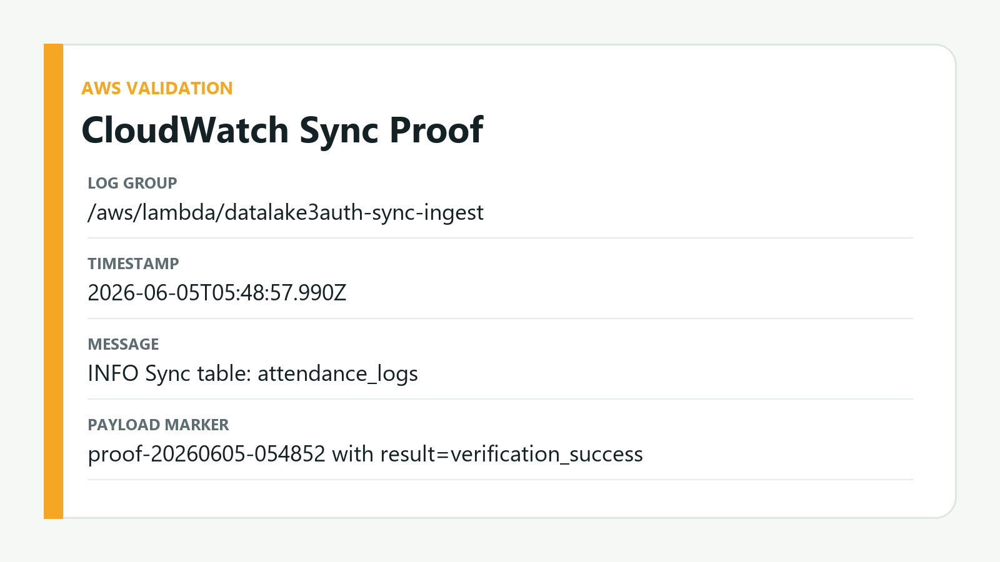 AWS VALIDATION
CloudWatch Sync Proof
LOG GROUP
/aws/lambda/datalake3auth-sync-ingest
TIMESTAMP
2026-06-05T05:48:57.990Z
MESSAGE
INFO Sync table: attendance_logs
PAYLOAD MARKER
proof-20260605-054852 with result=verification_success